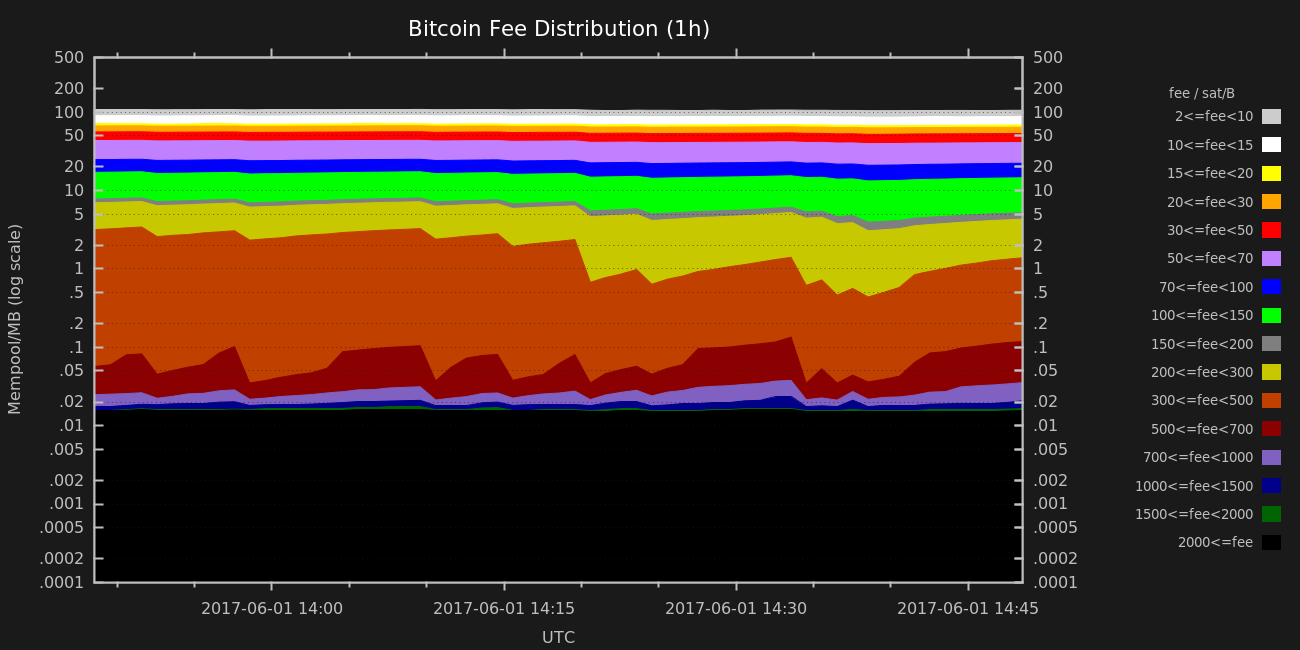 Bitcoin Fee Distribution (1h)
500 500
200 200
100 100
50 50
20 20
10 10
5 5
2 2
1 1
.5 .5
.2 .2
.1 .1
.05 .05
.02 .02
.01 .01
.005 .005
.002 .002
.001 .001
.0005 .0005
.0002 .0002
.0001 .0001
Mempool/MB (log scale)
2017-06-01 14:00 2017-06-01 14:15 2017-06-01 14:30 2017-06-01 14:45
UTC
fee / sat/B
2<=fee<10
10<=fee<15
15<=fee<20
20<=fee<30
30<=fee<50
50<=fee<70
70<=fee<100
100<=fee<150
150<=fee<200
200<=fee<300
300<=fee<500
500<=fee<700
700<=fee<1000
1000<=fee<1500
1500<=fee<2000
2000<=fee